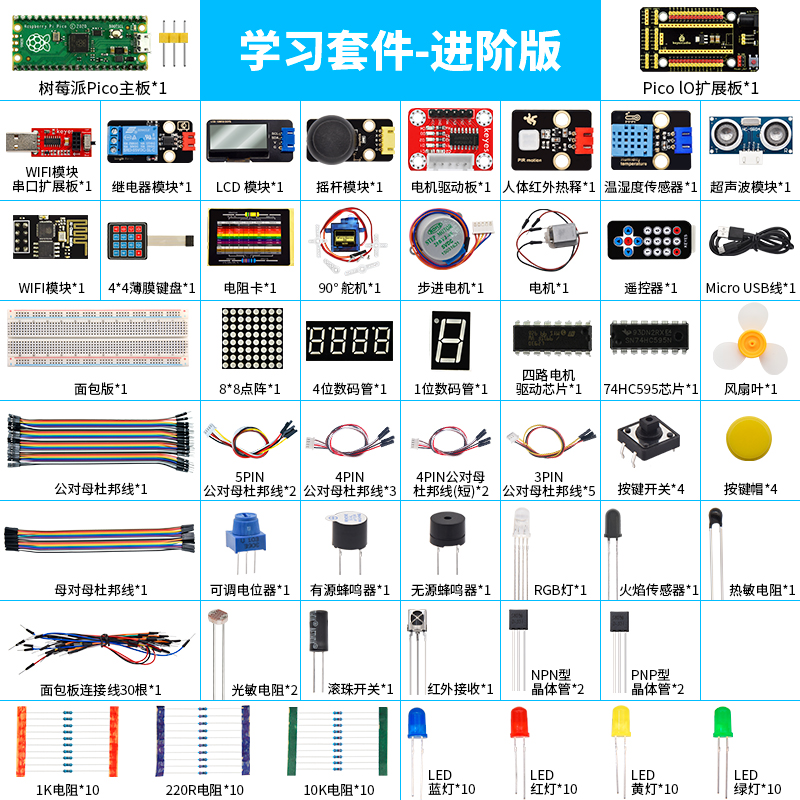 学习套件-进阶版
Raspberry Pi Pico ©2020
树莓派Pico主板*1
Pico lO扩展板*1
keyes
WIFI模块
串口扩展板*1
继电器模块*1
LCD 模块*1
摇杆模块*1
电机驱动板*1
PIR motion
人体红外热释*1
temperature
温湿度传感器*1
超声波模块*1
WIFI模块*1
4*4薄膜键盘*1
电阻卡*1
90° 舵机*1
步进电机*1
电机*1
遥控器*1
Micro USB线*1
面包版*1
8*8点阵*1
4位数码管*1
1位数码管*1
四路电机
驱动芯片*1
SN74HC595N
74HC595芯片*1
风扇叶*1
公对母杜邦线*1
5PIN
公对母杜邦线*2
4PIN
公对母杜邦线*3
4PIN公对母
杜邦线(短)*2
3PIN
公对母杜邦线*5
按键开关*4
按键帽*4
母对母杜邦线*1
可调电位器*1
有源蜂鸣器*1
无源蜂鸣器*1
RGB灯*1
火焰传感器*1
热敏电阻*1
面包板连接线30根*1
光敏电阻*2
滚珠开关*1
红外接收*1
NPN型
晶体管*2
PNP型
晶体管*2
1K电阻*10
220R电阻*10
10K电阻*10
LED
蓝灯*10
LED
红灯*10
LED
黄灯*10
LED
绿灯*10